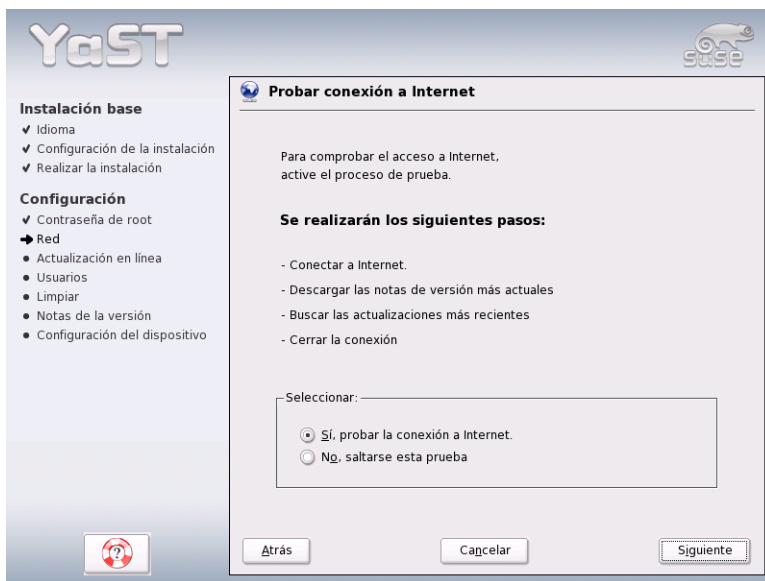 YaST
SUSE
Instalación base
Idioma
Configuración de la instalación
Realizar la instalación
Configuración
Contraseña de root
Red
Actualización en línea
Usuarios
Limpiar
Notas de la versión
Configuración del dispositivo
Probar conexión a Internet
Para comprobar el acceso a Internet,
active el proceso de prueba.
Se realizarán los siguientes pasos:
- Conectar a Internet.
- Descargar las notas de versión más actuales
- Buscar las actualizaciones más recientes
- Cerrar la conexión
Seleccionar:
Sí, probar la conexión a Internet.
No, saltarse esta prueba
?
Atrás
Cancelar
Siguiente